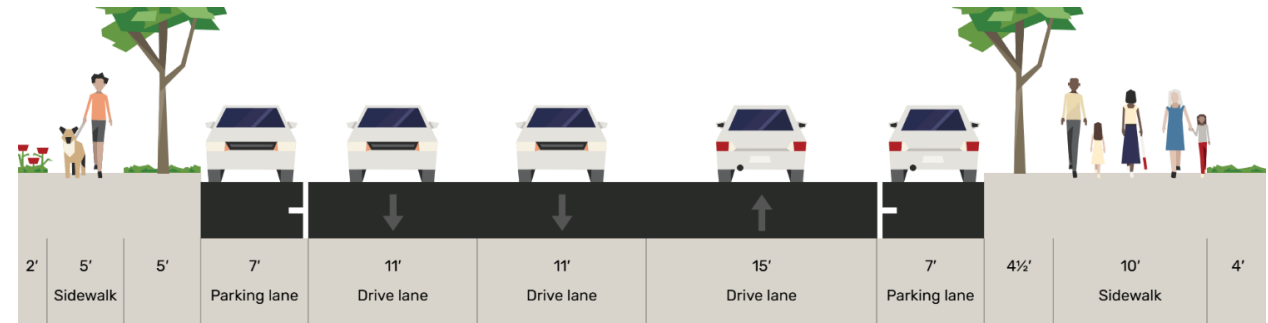 2′ 5′ 5′ 7′ 11′ 11′ 15′ 7′ 4½′ 10′ 4′
Sidewalk Parking lane Drive lane Drive lane Drive lane Parking lane Sidewalk